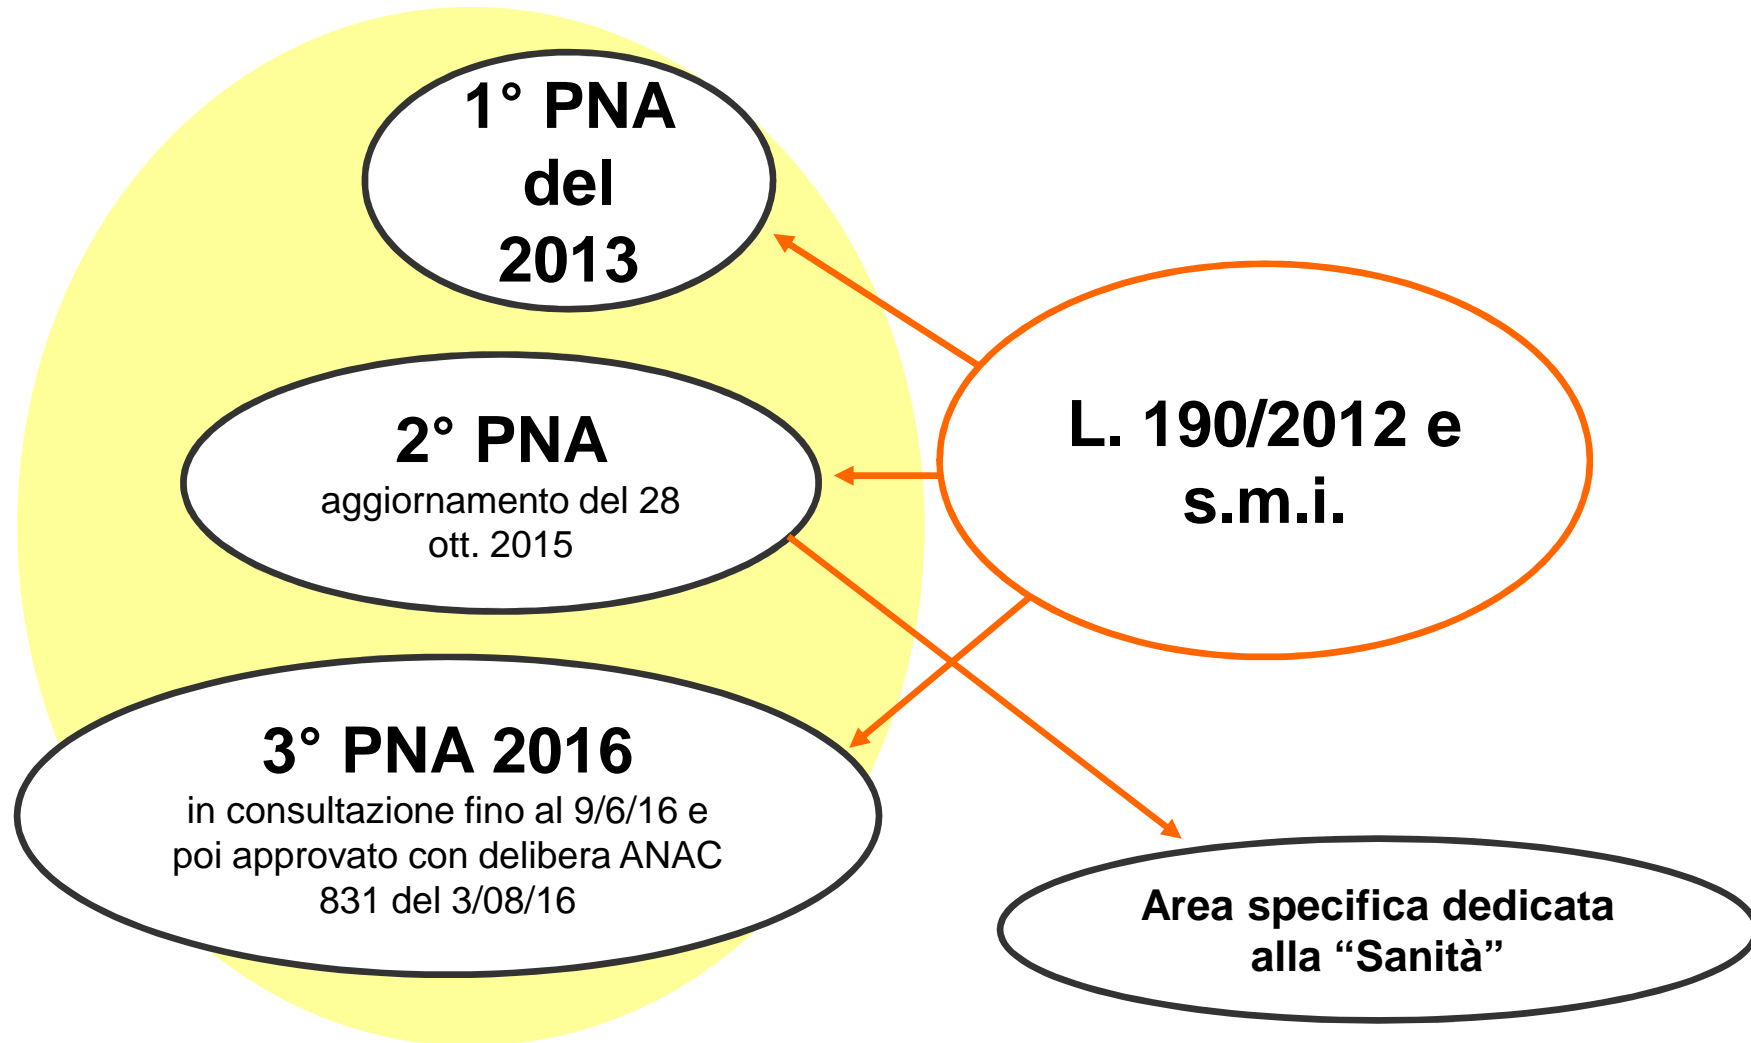 1° PNA
del
2013
2° PNA
aggiornamento del 28
ott. 2015
3° PNA 2016
in consultazione fino al 9/6/16 e
poi approvato con delibera ANAC
831 del 3/08/16
L. 190/2012 e
s.m.i.
Area specifica dedicata
alla “Sanità”